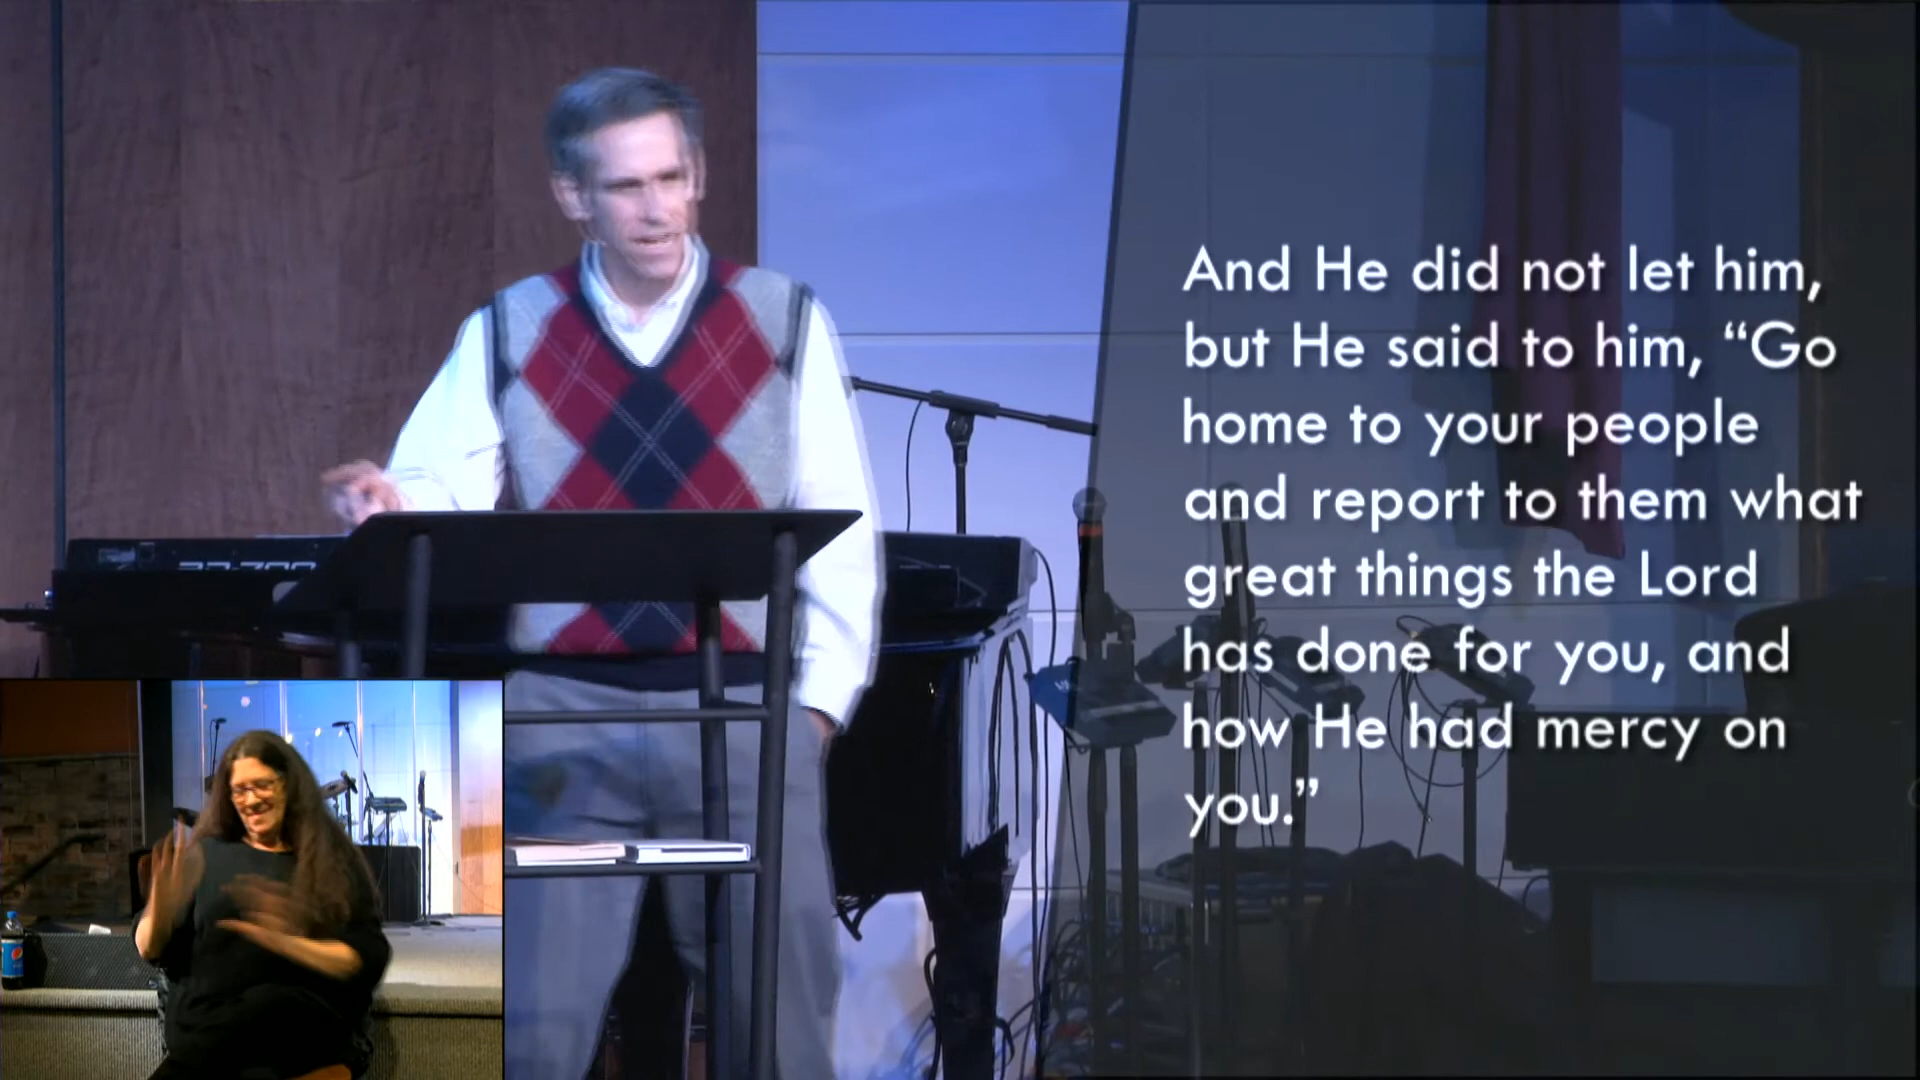 And He did not let him,
but He said to him, “Go
home to your people
and report to them what
great things the Lord
has done for you, and
how He had mercy on
you.”